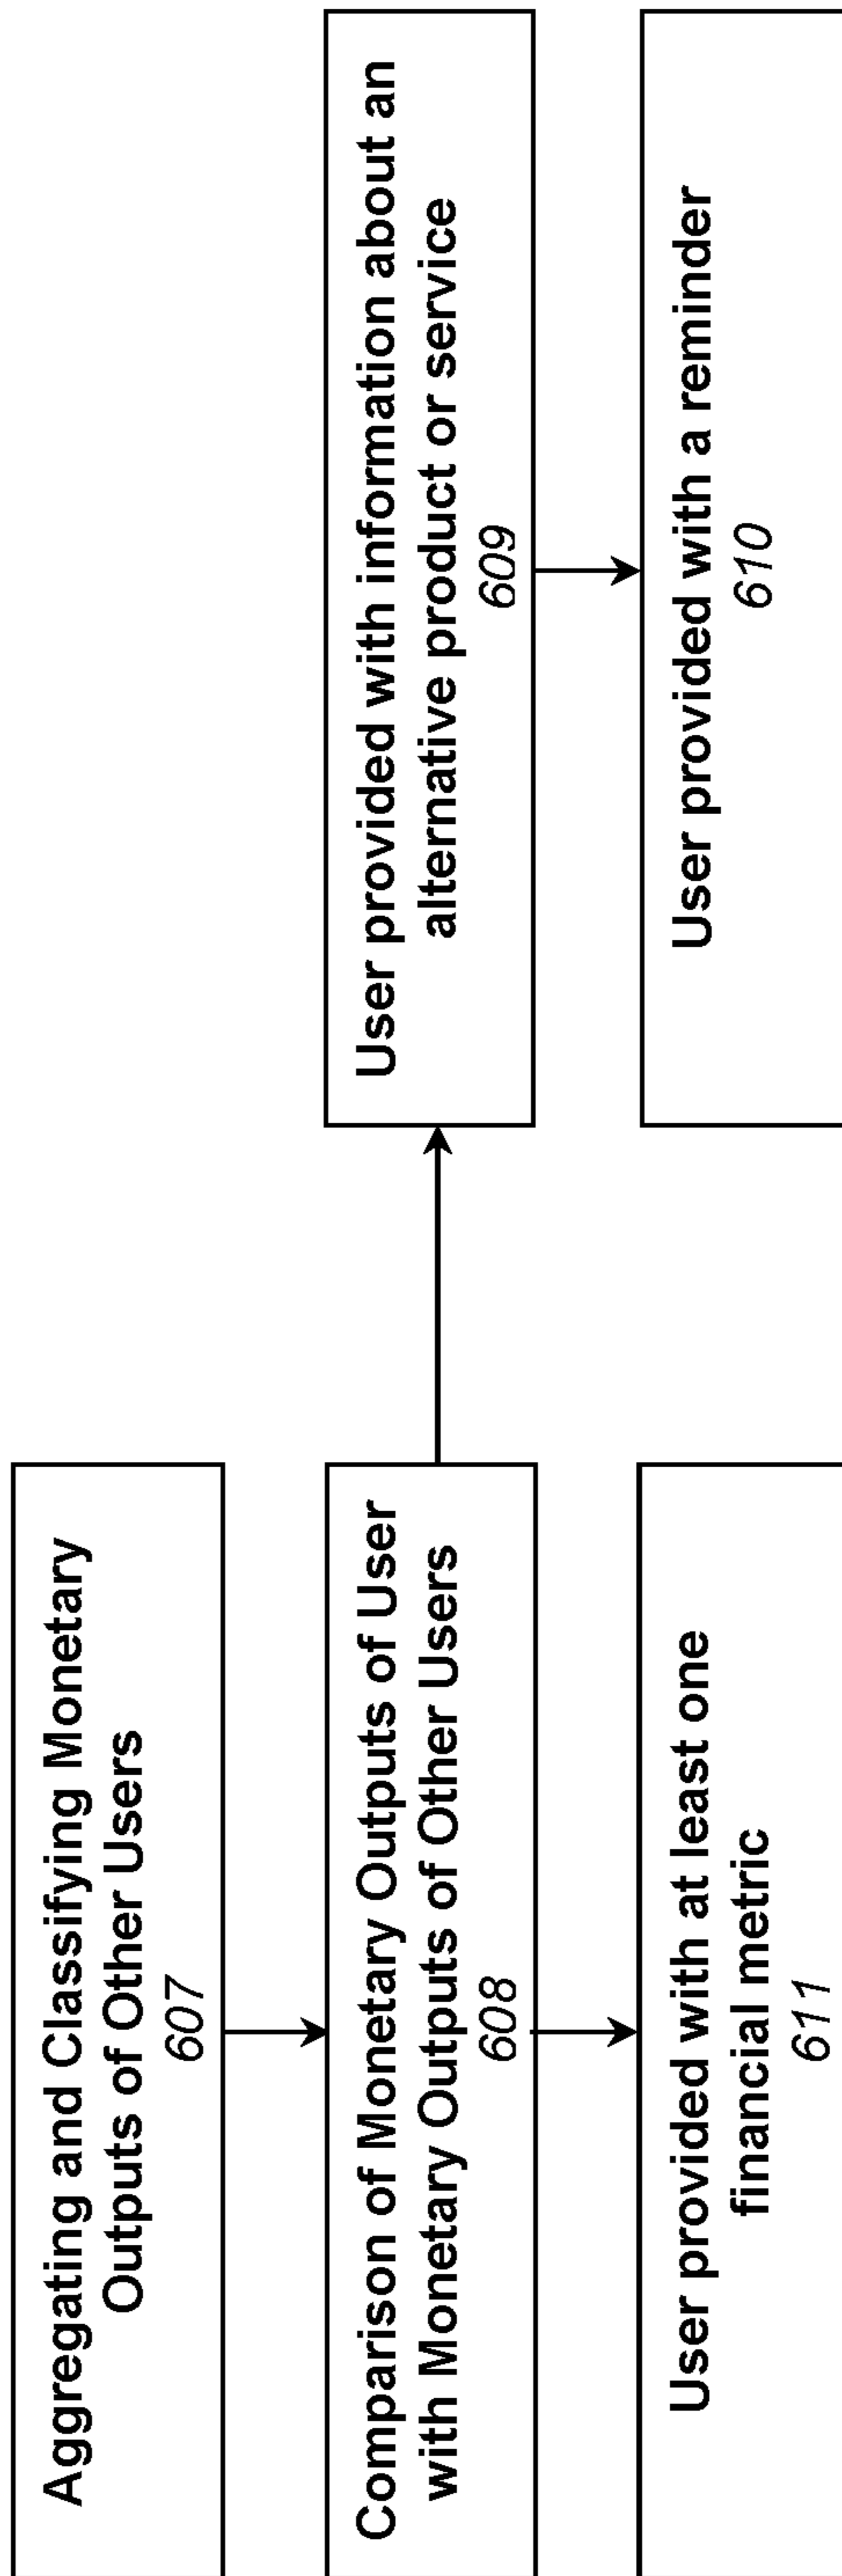 Aggregating and Classifying Monetary
Outputs of Other Users
607
Comparison of Monetary Outputs of User
with Monetary Outputs of Other Users
608
User provided with information about an
alternative product or service
609
User provided with at least one
financial metric
611
User provided with a reminder
610